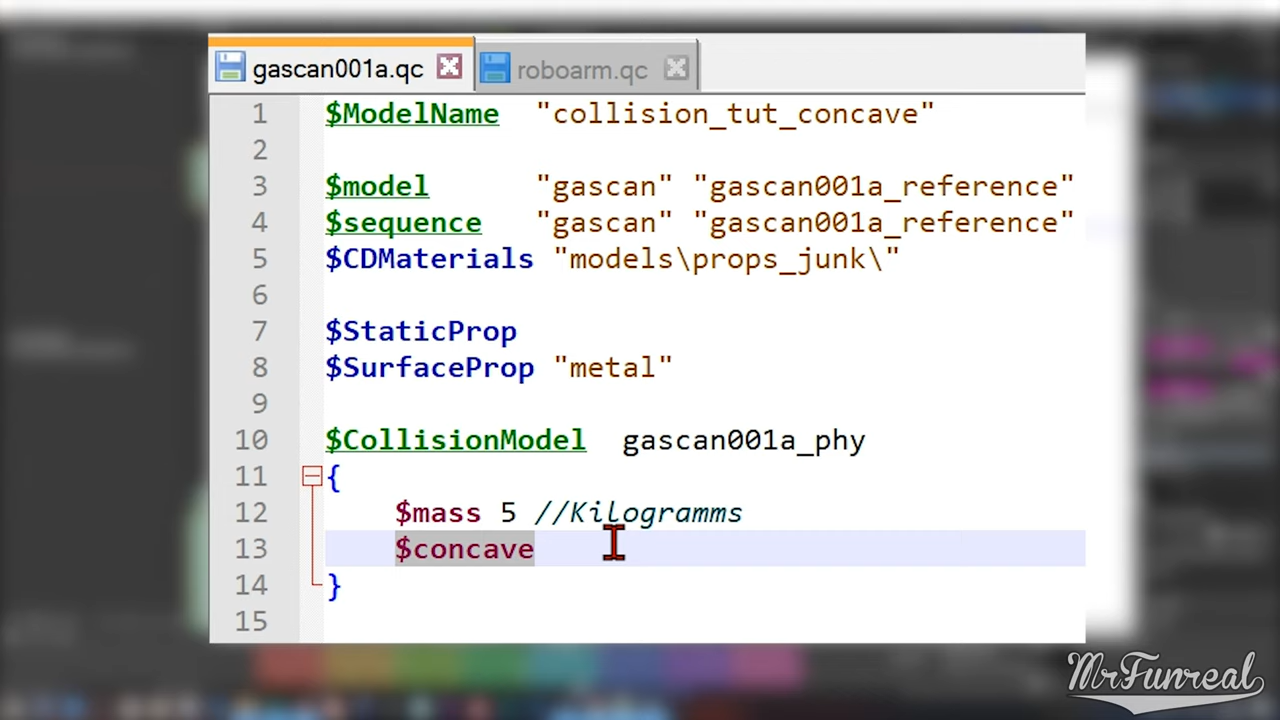 gascan001a.qc roboarm.qc
1 $ModelName "collision_tut_concave"
2
3 $model "gascan" "gascan001a_reference"
4 $sequence "gascan" "gascan001a_reference"
5 $CDMaterials "models\props_junk\"
6
7 $StaticProp
8 $SurfaceProp "metal"
9
10 $CollisionModel gascan001a_phy
11 {
12 $mass 5 //Kilogramms
13 $concave
14 }
15
MrFunreal